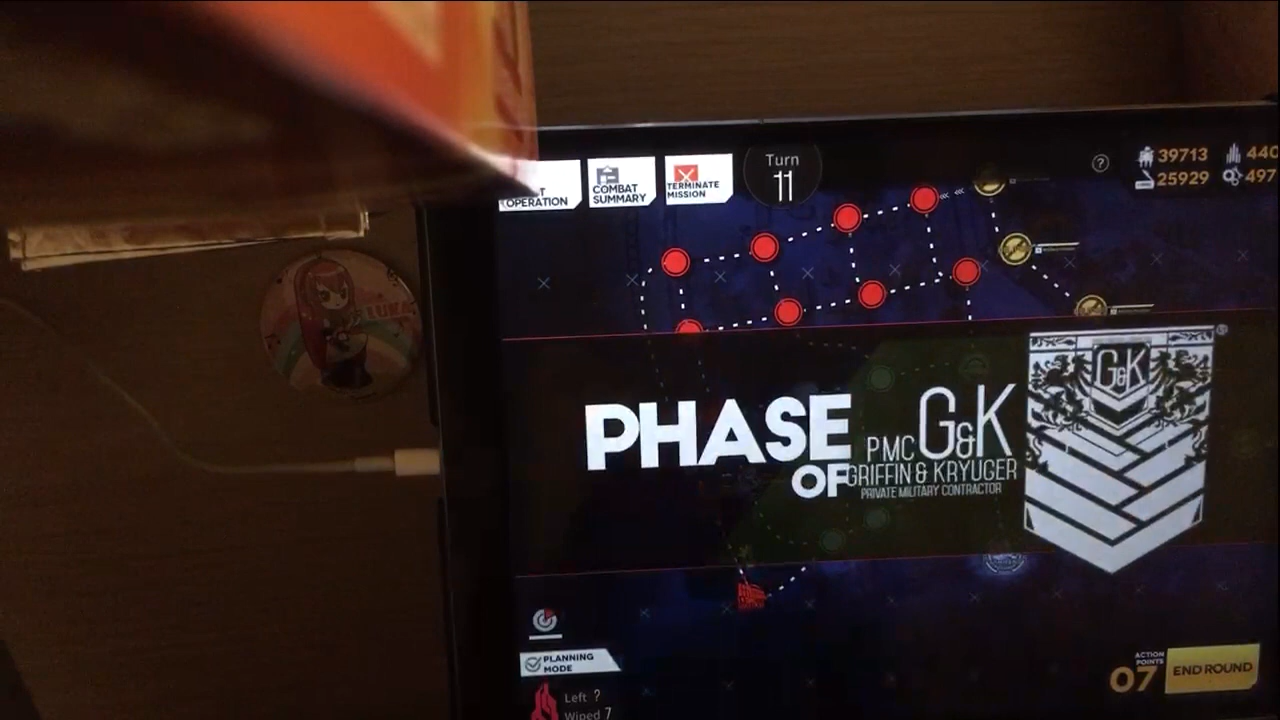 OPERATION
COMBAT
SUMMARY
TERMINATE
MISSION
Turn
11
?
39713
440
25929
497
PHASE
OF
PMC G&K
GRIFFIN & KRYUGER
PRIVATE MILITARY CONTRACTOR
G&K
PLANNING
MODE
Left ?
Wiped 7
ACTION
POINTS
07
END ROUND